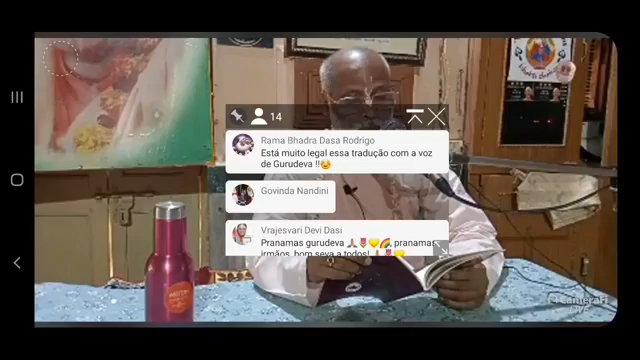 14
Rama Bhadra Dasa Rodrigo
Está muito legal essa tradução com a voz
de Gurudeva !!☺️
Govinda Nandini
Vrajesvari Devi Dasi
Pranamas gurudeva 🙏🏼🌷💛🌈, pranamas
irmãos, bom seva a todos! 🙏🏼🌷💛
CameraFi
LIVE